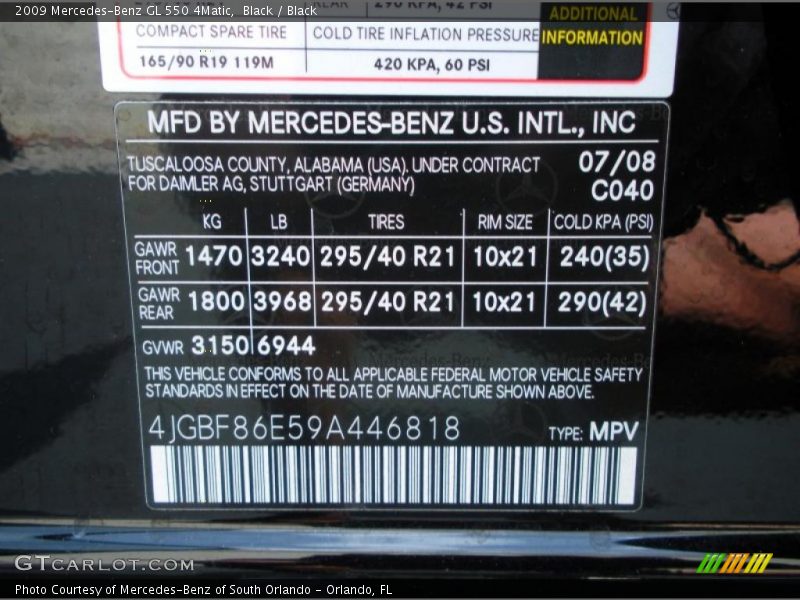 2009 Mercedes-Benz GL 550 4Matic,  Black / Black
290 KPA, 42 PSI
COMPACT SPARE TIRE COLD TIRE INFLATION PRESSURE
165/90 R19 119M 420 KPA, 60 PSI
ADDITIONAL
INFORMATION
MFD BY MERCEDES-BENZ U.S. INTL., INC
TUSCALOOSA COUNTY, ALABAMA (USA), UNDER CONTRACT 07/08
FOR DAIMLER AG, STUTTGART (GERMANY) C040
KG LB TIRES RIM SIZE COLD KPA (PSI)
GAWR FRONT 1470 3240 295/40 R21 10x21 240(35)
GAWR REAR 1800 3968 295/40 R21 10x21 290(42)
GVWR 3150 6944
THIS VEHICLE CONFORMS TO ALL APPLICABLE FEDERAL MOTOR VEHICLE SAFETY
STANDARDS IN EFFECT ON THE DATE OF MANUFACTURE SHOWN ABOVE.
4JGBF86E59A446818 TYPE: MPV
GTCARLOT.COM
Photo Courtesy of Mercedes-Benz of South Orlando - Orlando, FL